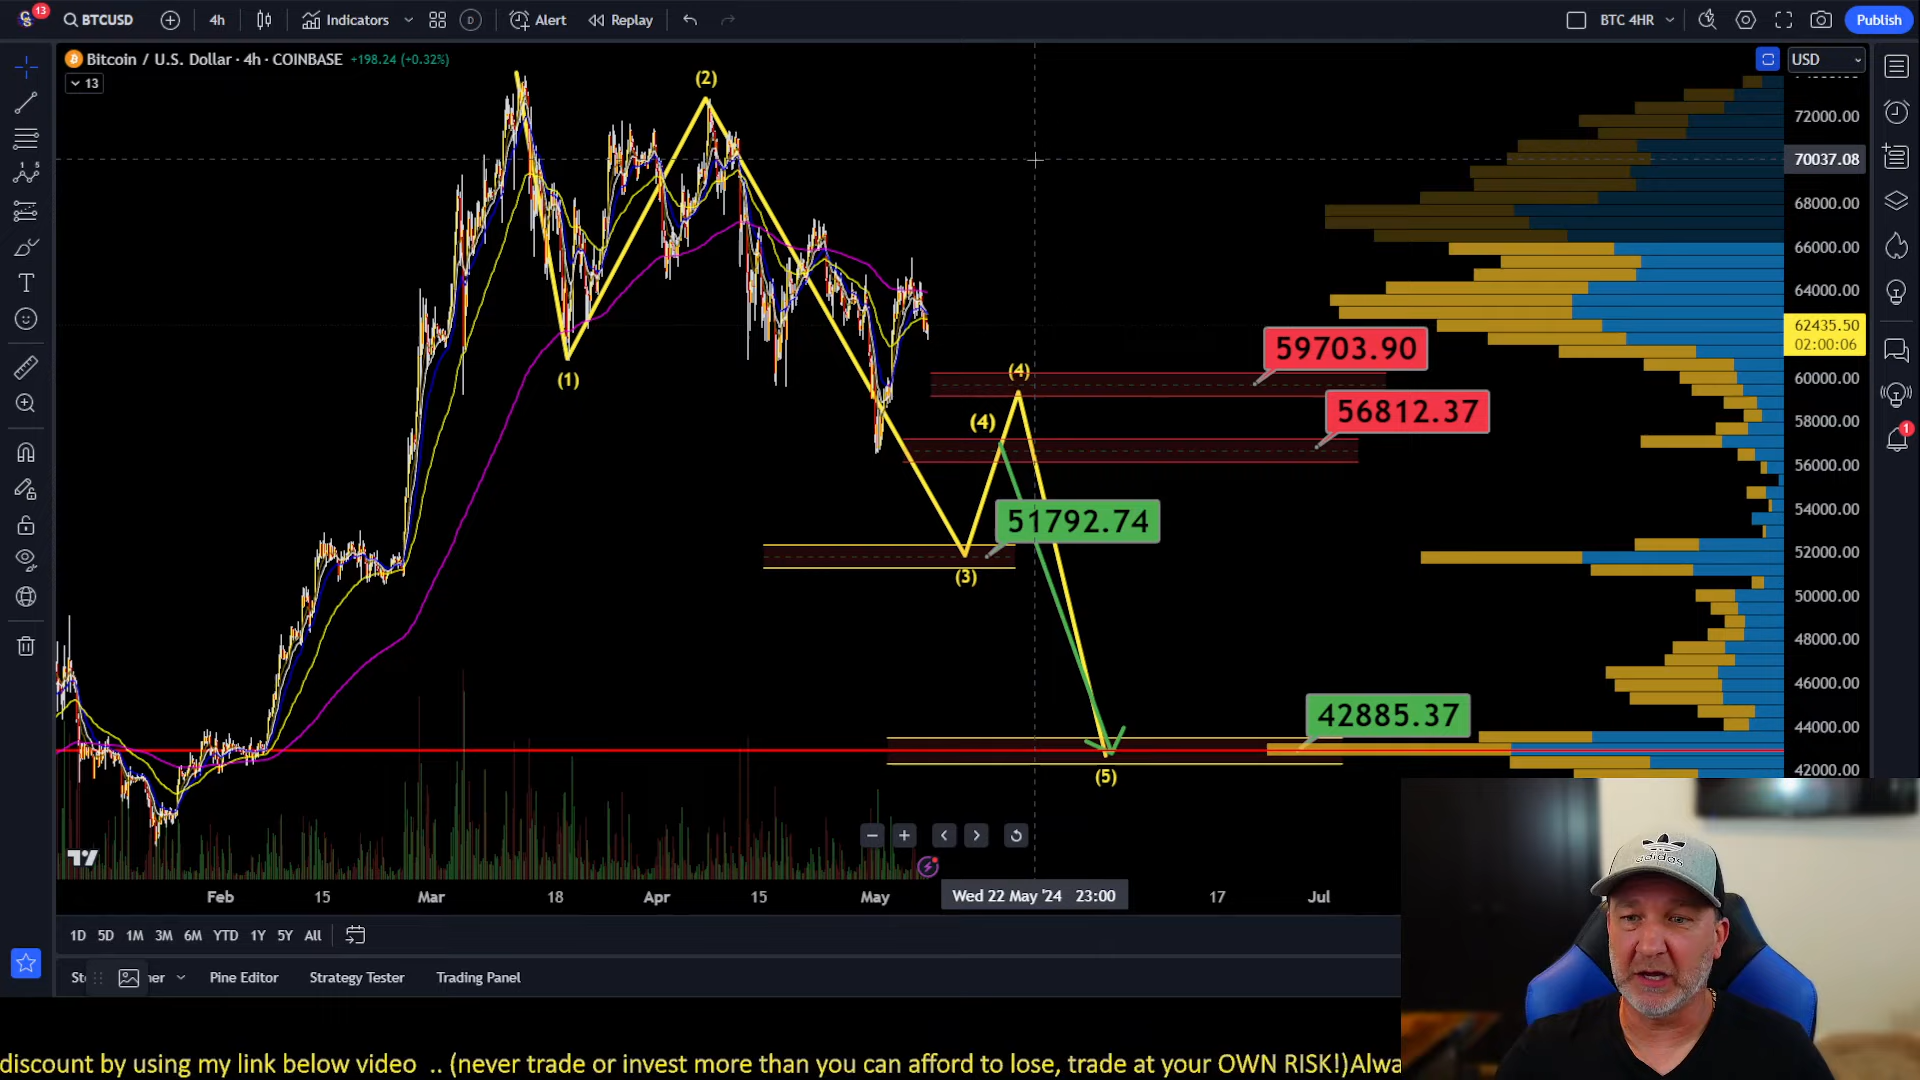 13
BTCUSD
4h
Indicators
D
Alert
Replay
BTC 4HR
Publish
Bitcoin / U.S. Dollar · 4h · COINBASE +198.24 (+0.32%)
USD
13
(2)
72000.00
70037.08
68000.00
66000.00
64000.00
62435.50
02:00:06
59703.90
60000.00
(4)
(1)
56812.37
58000.00
(4)
1
56000.00
54000.00
51792.74
52000.00
(3)
50000.00
48000.00
46000.00
42885.37
44000.00
42000.00
(5)
Feb
15
Mar
18
Apr
15
May
Wed 22 May '24 23:00
17
Jul
1D 5D 1M 3M 6M YTD 1Y 5Y All
St
ner
Pine Editor
Strategy Tester
Trading Panel
adidas
discount by using my link below video .. (never trade or invest more than you can afford to lose, trade at your OWN RISK!)Alwa